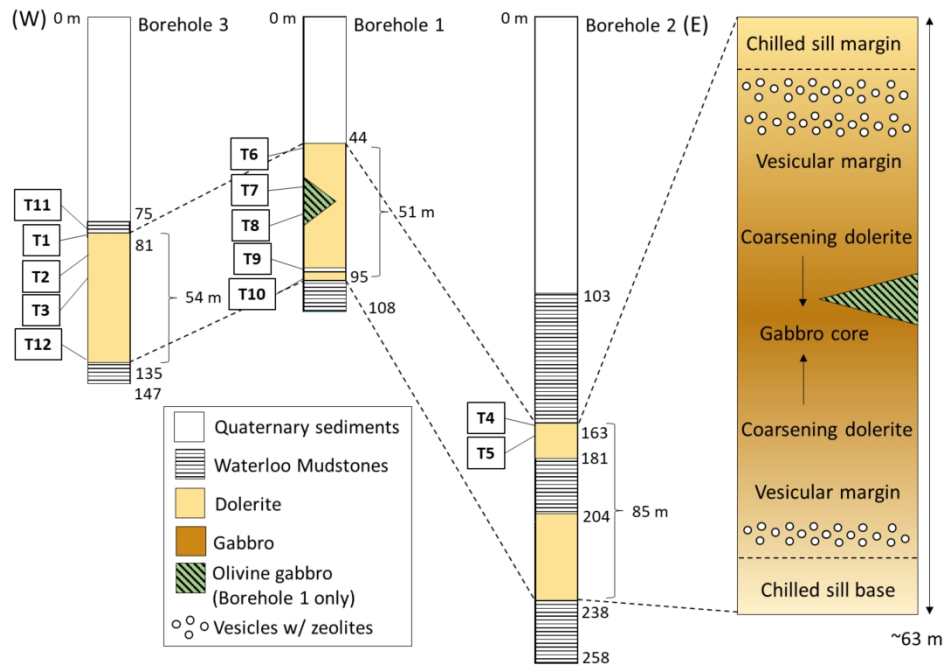 (W)
0 m
Borehole 3
T11
T1
T2
T3
T12
75
81
54 m
135
147
0 m
Borehole 1
T6
T7
T8
T9
T10
44
51 m
95
108
0 m
Borehole 2 (E)
T4
T5
103
163
181
204
85 m
238
258
Chilled sill margin
Vesicular margin
Coarsening dolerite
Gabbro core
Coarsening dolerite
Vesicular margin
Chilled sill base
~63 m
Quaternary sediments
Waterloo Mudstones
Dolerite
Gabbro
Olivine gabbro
(Borehole 1 only)
Vesicles w/ zeolites